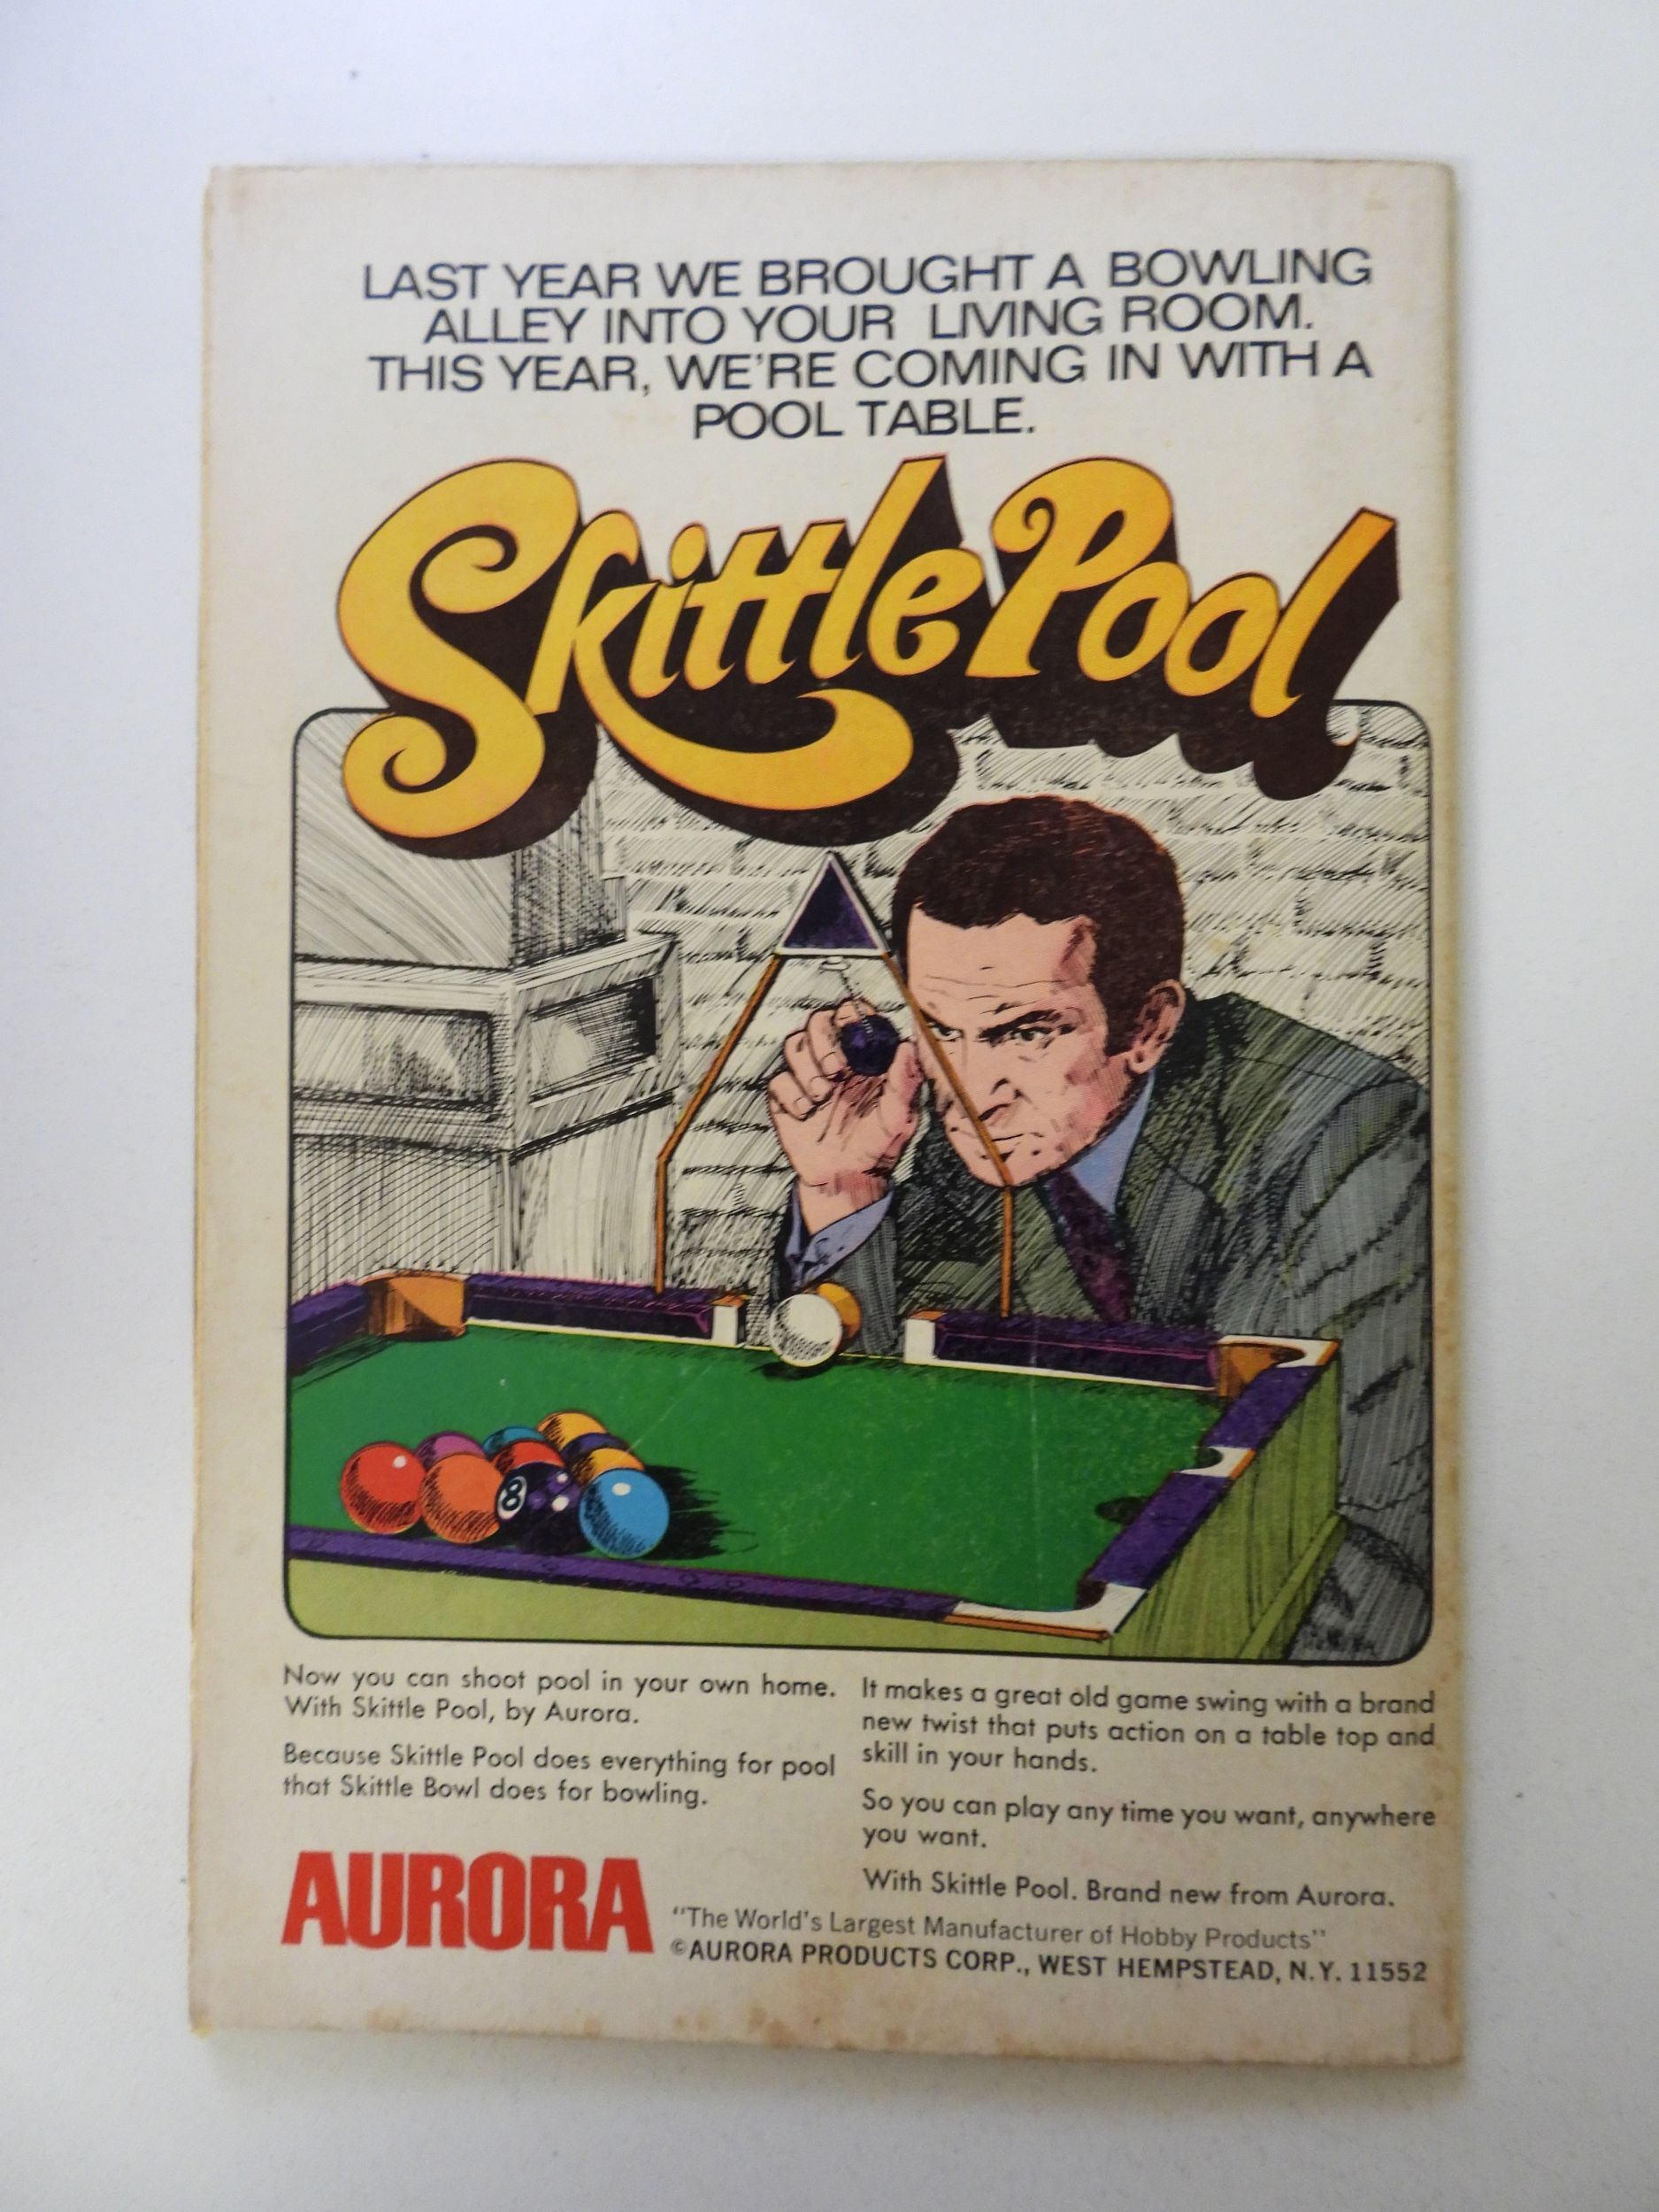 LAST YEAR WE BROUGHT A BOWLING
ALLEY INTO YOUR LIVING ROOM.
THIS YEAR, WE'RE COMING IN WITH A
POOL TABLE.
Skittle Pool
8
Now you can shoot pool in your own home.
With Skittle Pool, by Aurora.
Because Skittle Pool does everything for pool
that Skittle Bowl does for bowling.
It makes a great old game swing with a brand
new twist that puts action on a table top and
skill in your hands.
So you can play any time you want, anywhere
you want.
With Skittle Pool. Brand new from Aurora.
AURORA
"The World's Largest Manufacturer of Hobby Products"
©AURORA PRODUCTS CORP., WEST HEMPSTEAD, N.Y. 11552